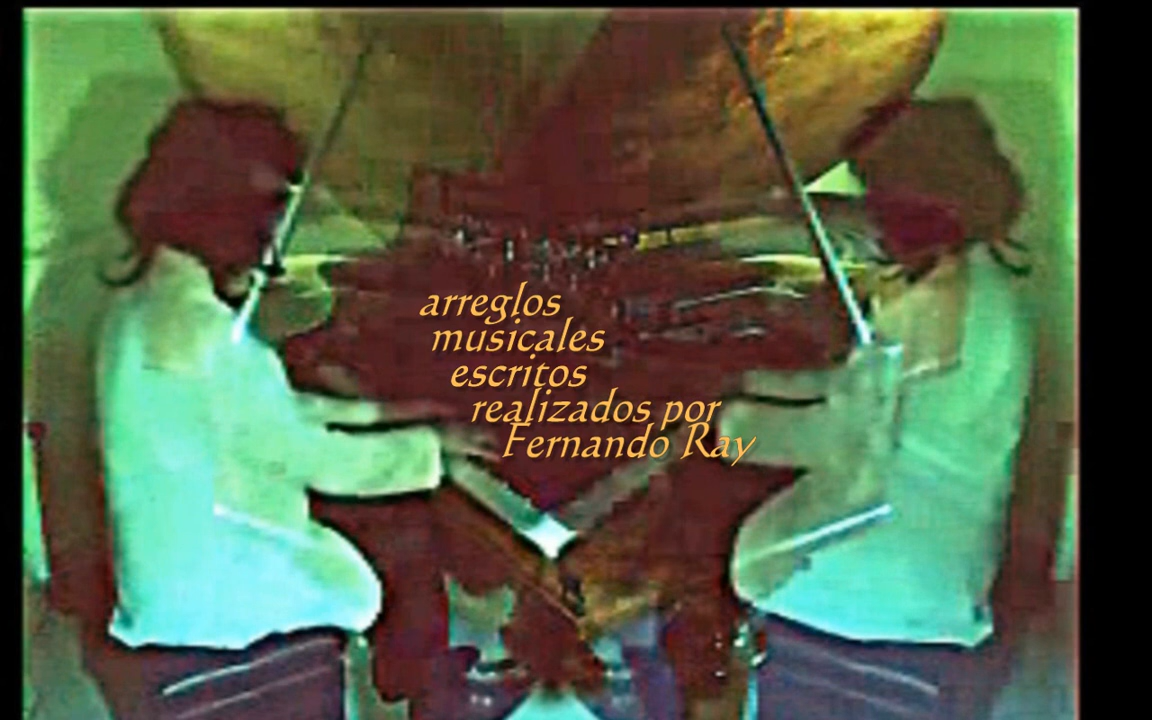 arreglos
musicales
escritos
realizados por
Fernando Ray